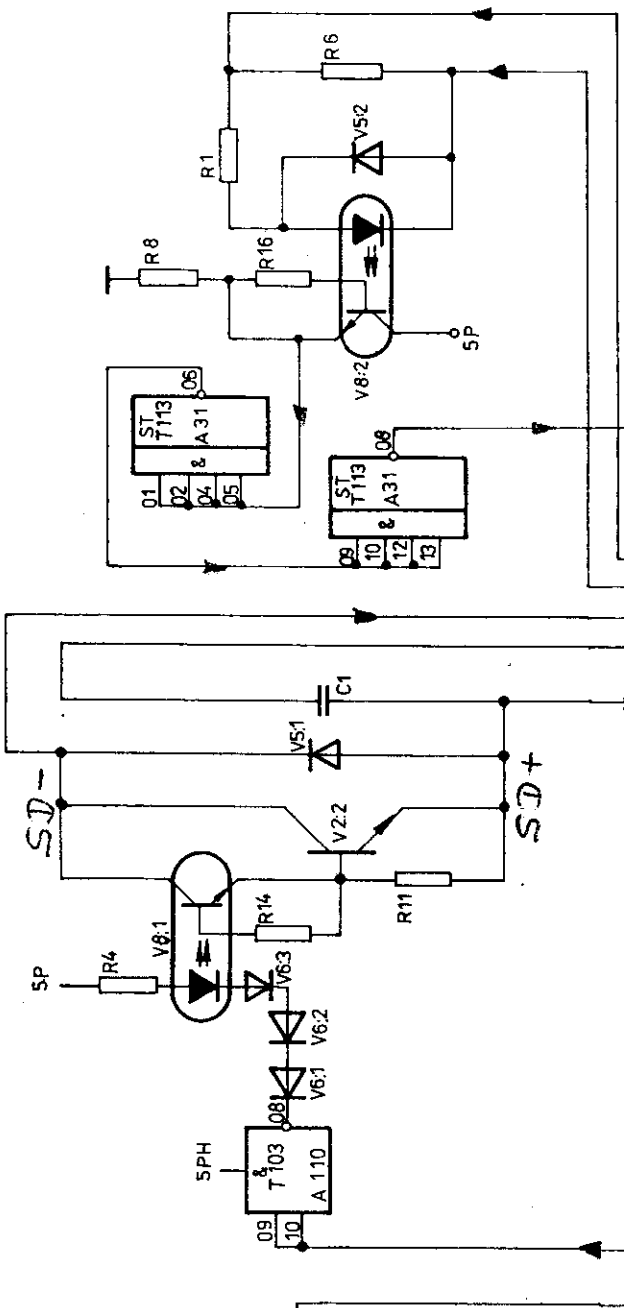 R6
V5:2
R1
R8
R16
06
ST
T113
A31
&
01
02
04
05
V8:2
5P
08
ST
T113
A31
&
09
10
12
13
C1
V5:1
SD-
V2:2
SD+
V8:1
R14
R11
5P
R4
V6:3
V6:2
V6:1
08
5PH
&
T103
A110
09
10